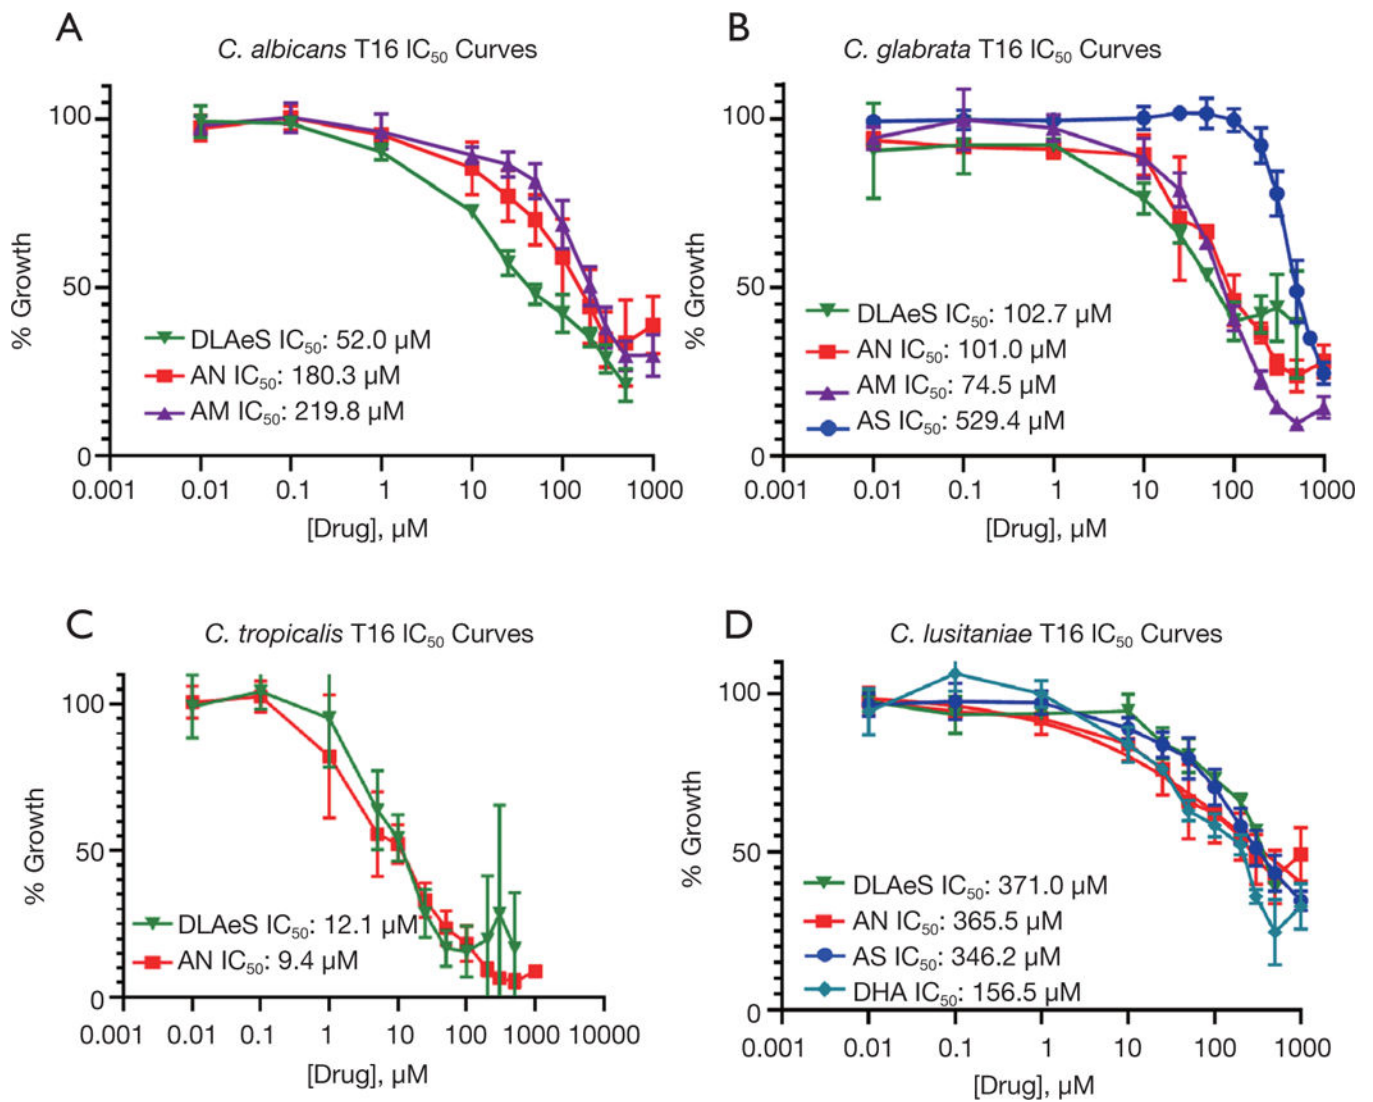 A
C. albicans T16 IC50 Curves
% Growth
100
50
0
DLAeS IC50: 52.0 µM
AN IC50: 180.3 µM
AM IC50: 219.8 µM
0.001 0.01 0.1 1 10 100 1000
[Drug], µM
B
C. glabrata T16 IC50 Curves
% Growth
100
50
0
DLAeS IC50: 102.7 µM
AN IC50: 101.0 µM
AM IC50: 74.5 µM
AS IC50: 529.4 µM
0.001 0.01 0.1 1 10 100 1000
[Drug], µM
C
C. tropicalis T16 IC50 Curves
% Growth
100
50
0
DLAeS IC50: 12.1 µM
AN IC50: 9.4 µM
0.001 0.01 0.1 1 10 100 1000 10000
[Drug], µM
D
C. lusitaniae T16 IC50 Curves
% Growth
100
50
0
DLAeS IC50: 371.0 µM
AN IC50: 365.5 µM
AS IC50: 346.2 µM
DHA IC50: 156.5 µM
0.001 0.01 0.1 1 10 100 1000
[Drug], µM